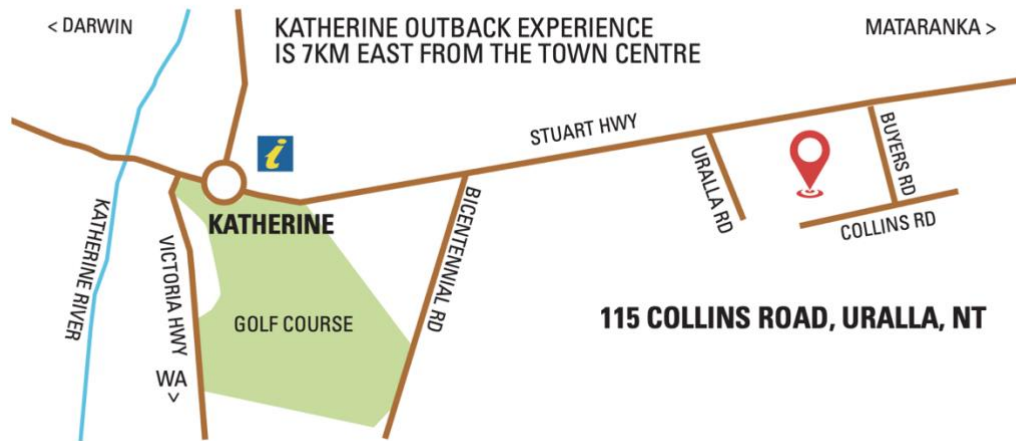 < DARWIN
KATHERINE OUTBACK EXPERIENCE
IS 7KM EAST FROM THE TOWN CENTRE
MATARANKA >
STUART HWY
i
URALLA RD
BUYERS RD
COLLINS RD
KATHERINE
KATHERINE RIVER
VICTORIA HWY
BICENTENNIAL RD
GOLF COURSE
115 COLLINS ROAD, URALLA, NT
WA
>